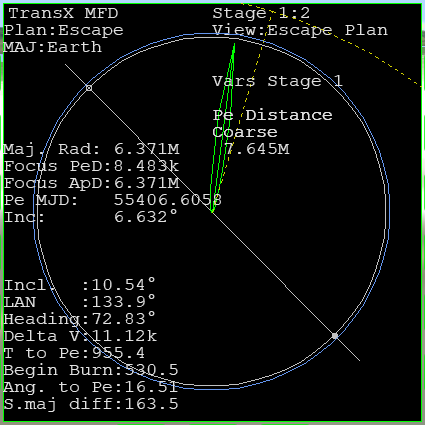 TransX MFD Stage 1:2
Plan:Escape View:Escape Plan
MAJ:Earth
Vars Stage 1
Pe Distance
Coarse
Maj. Rad: 6.371M 7.645M
Focus PeD:8.483k
Focus ApD:6.371M
Pe MJD: 55406.6058
Inc: 6.632°
Incl. :10.54°
LAN :133.9°
Heading:72.83°
Delta V:11.12k
T to Pe:955.4
Begin Burn:530.5
Ang. to Pe:16.51
S.maj diff:163.5